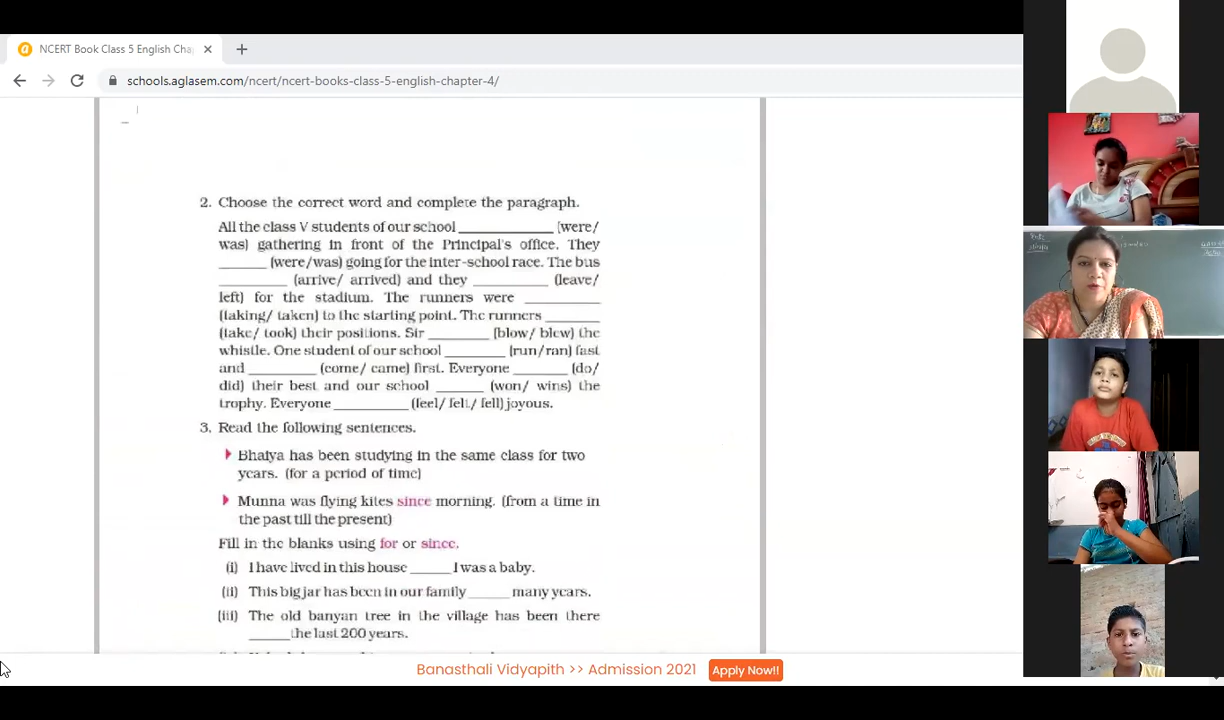 NCERT Book Class 5 English Cha
schools.aglasem.com/ncert/ncert-books-class-5-english-chapter-4/
2. Choose the correct word and complete the paragraph.
All the class V students of our school __________ (were/
was) gathering in front of the Principal's office. They
_____ (were/was) going for the inter-school race. The bus
_______ (arrive/ arrived) and they ________ (leave/
left) for the stadium. The runners were ________
(taking/ taken) to the starting point. The runners ______
(take/ took) their positions. Sir _______ (blow/ blew) the
whistle. One student of our school _______ (run/ran) fast
and _______ (come/ came) first. Everyone ______ (do/
did) their best and our school _____ (won/ wins) the
trophy. Everyone ________ (feel/ felt/ fell) joyous.
3. Read the following sentences.
Bhaiya has been studying in the same class for two
years. (for a period of time)
Munna was flying kites since morning. (from a time in
the past till the present)
Fill in the blanks using for or since.
(i) I have lived in this house _____ I was a baby.
(ii) This big jar has been in our family _____ many years.
(iii) The old banyan tree in the village has been there
_____ the last 200 years.
Banasthali Vidyapith >> Admission 2021 Apply Now!!